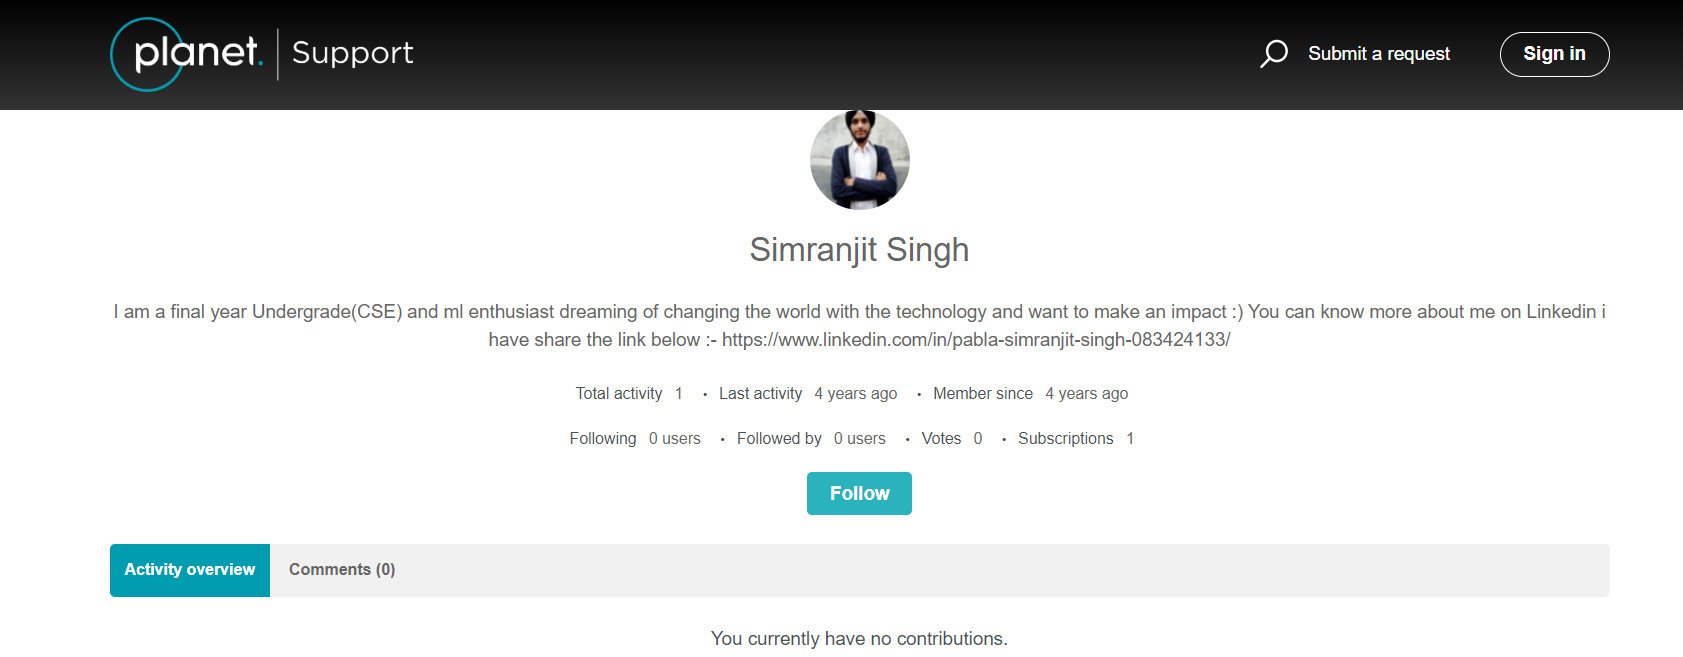 planet. Support
Submit a request
Sign in
Simranjit Singh
I am a final year Undergrade(CSE) and ml enthusiast dreaming of changing the world with the technology and want to make an impact :) You can know more about me on Linkedin i
have share the link below :- https://www.linkedin.com/in/pabla-simranjit-singh-083424133/
Total activity 1 • Last activity 4 years ago • Member since 4 years ago
Following 0 users • Followed by 0 users • Votes 0 • Subscriptions 1
Follow
Activity overview
Comments (0)
You currently have no contributions.